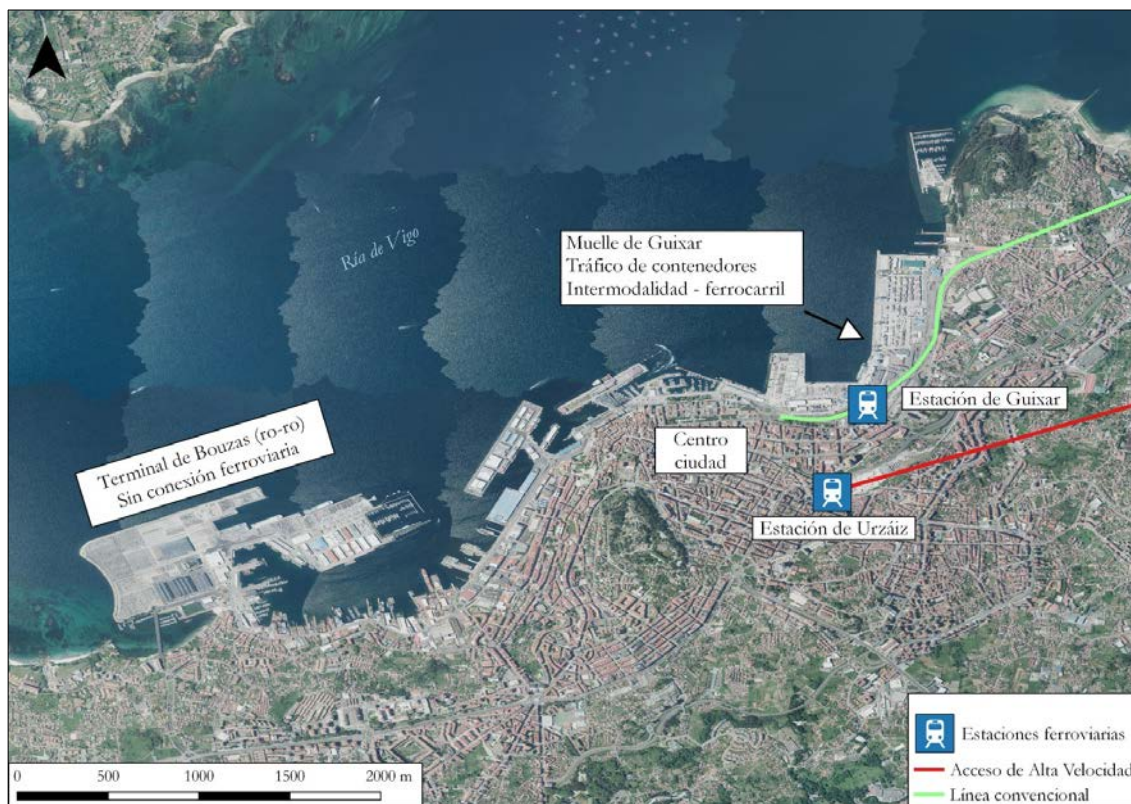 Ría de Vigo
Muelle de Guixar
Tráfico de contenedores
Intermodalidad - ferrocarril
Estación de Guixar
Centro
ciudad
Terminal de Bouzas (ro-ro)
Sin conexión ferroviaria
Estación de Urzáiz
Estaciones ferroviarias
Acceso de Alta Velocidad
Línea convencional
0 500 1000 1500 2000 m